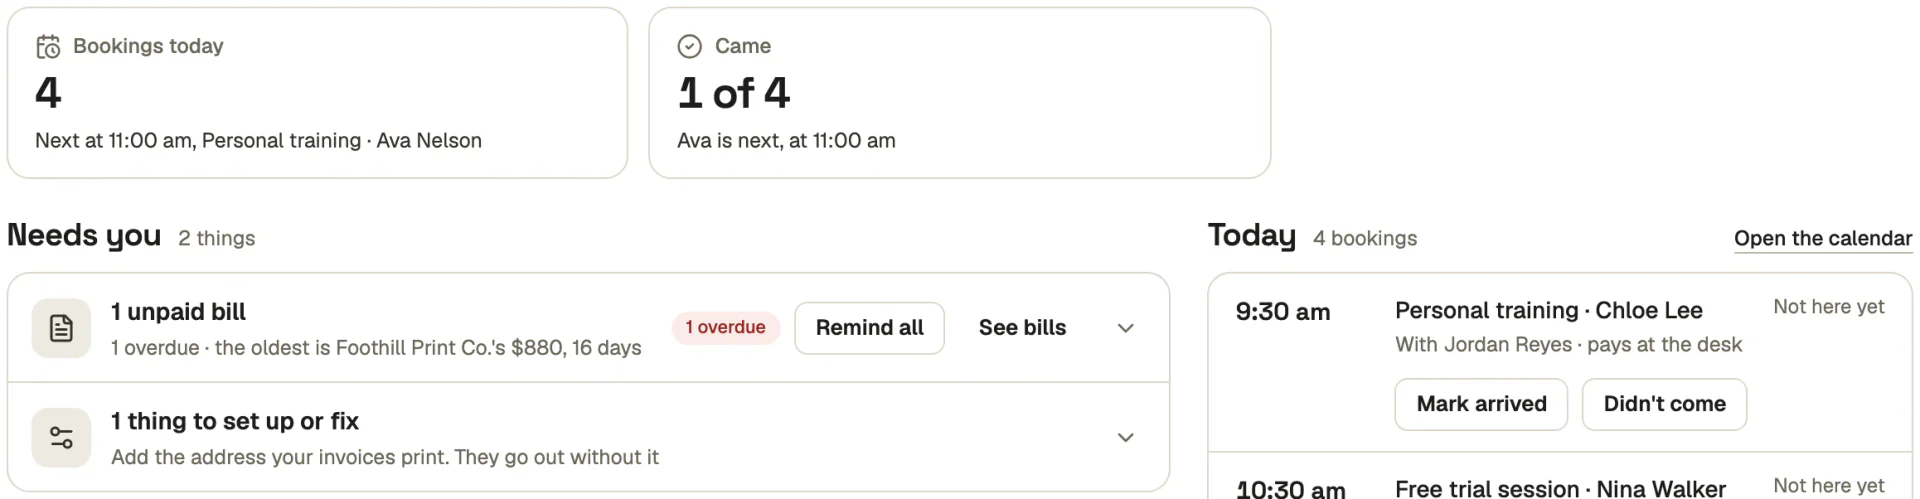 Bookings today
4
Next at 11:00 am, Personal training · Ava Nelson
Came
1 of 4
Ava is next, at 11:00 am
Needs you 2 things
1 unpaid bill
1 overdue · the oldest is Foothill Print Co.'s $880, 16 days
1 overdue
Remind all
See bills
1 thing to set up or fix
Add the address your invoices print. They go out without it
Today 4 bookings
Open the calendar
9:30 am
Personal training · Chloe Lee
Not here yet
With Jordan Reyes · pays at the desk
Mark arrived
Didn't come
10:30 am
Free trial session · Nina Walker
Not here yet